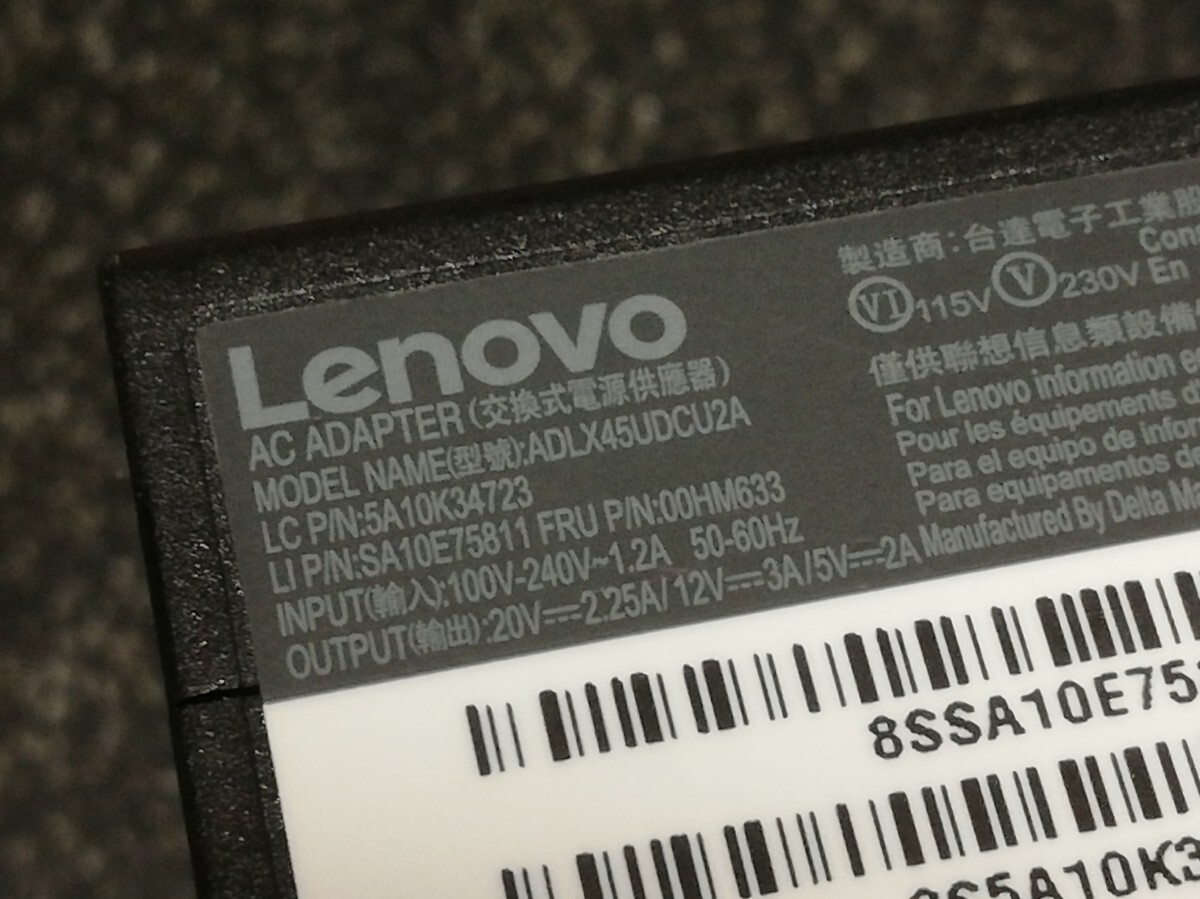 Lenovo
AC ADAPTER(交換式電源供應器)
MODEL NAME(型號):ADLX45UDCU2A
LC P/N:5A10K34723
LI P/N:SA10E75811 FRU P/N:00HM633
INPUT(輸入):100V-240V~1.2A 50-60Hz
OUTPUT(輸出):20V⎓2.25A/12V⎓3A/5V⎓2A
製造商:台達電子工業股
Com
VI 115V V 230V En
僅供聯想信息類設備
For Lenovo information e
Pour les équipements d
Para el equipo de infor
Para equipamentos de
Manufactured By Delta M
8SSA10E75
8S5A10K3